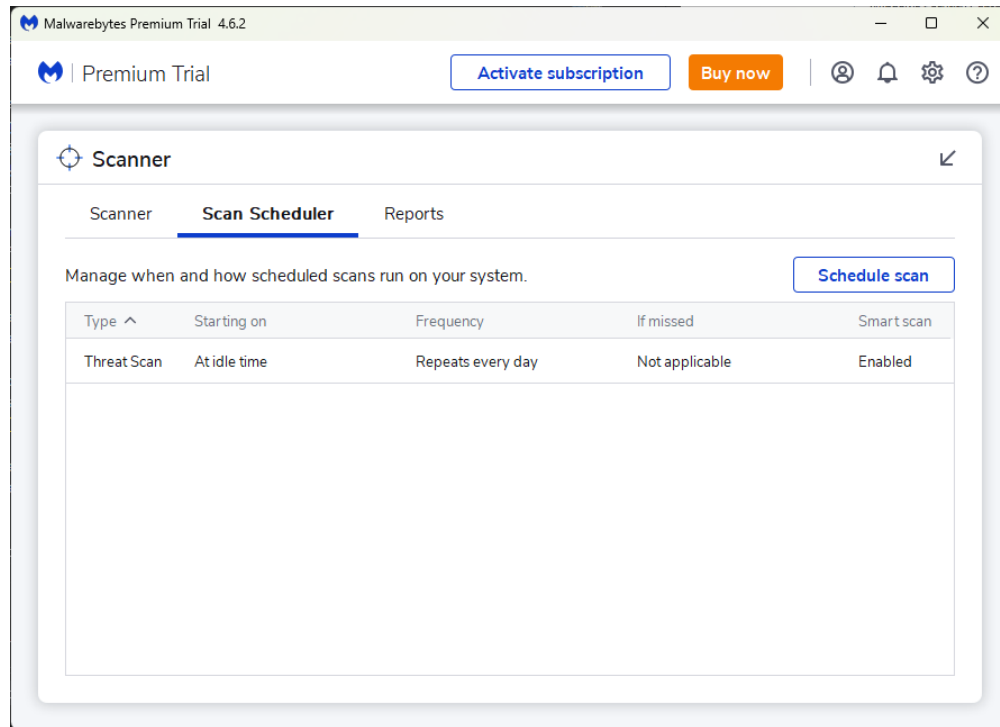 Malwarebytes Premium Trial 4.6.2
Premium Trial Activate subscription Buy now
Scanner
Scanner Scan Scheduler Reports
Manage when and how scheduled scans run on your system. Schedule scan
Type Starting on Frequency If missed Smart scan
Threat Scan At idle time Repeats every day Not applicable Enabled